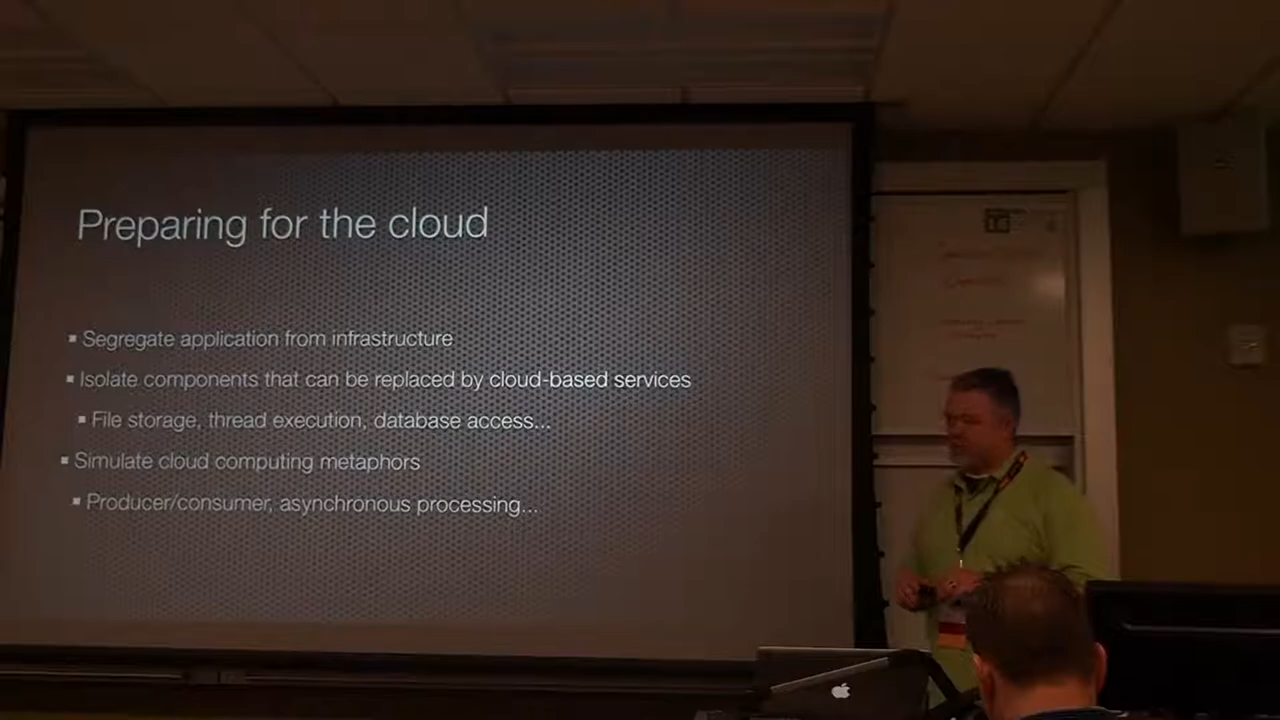 Preparing for the cloud
▪ Segregate application from infrastructure
▪ Isolate components that can be replaced by cloud-based services
▪ File storage, thread execution, database access...
▪ Simulate cloud computing metaphors
▪ Producer/consumer, asynchronous processing...